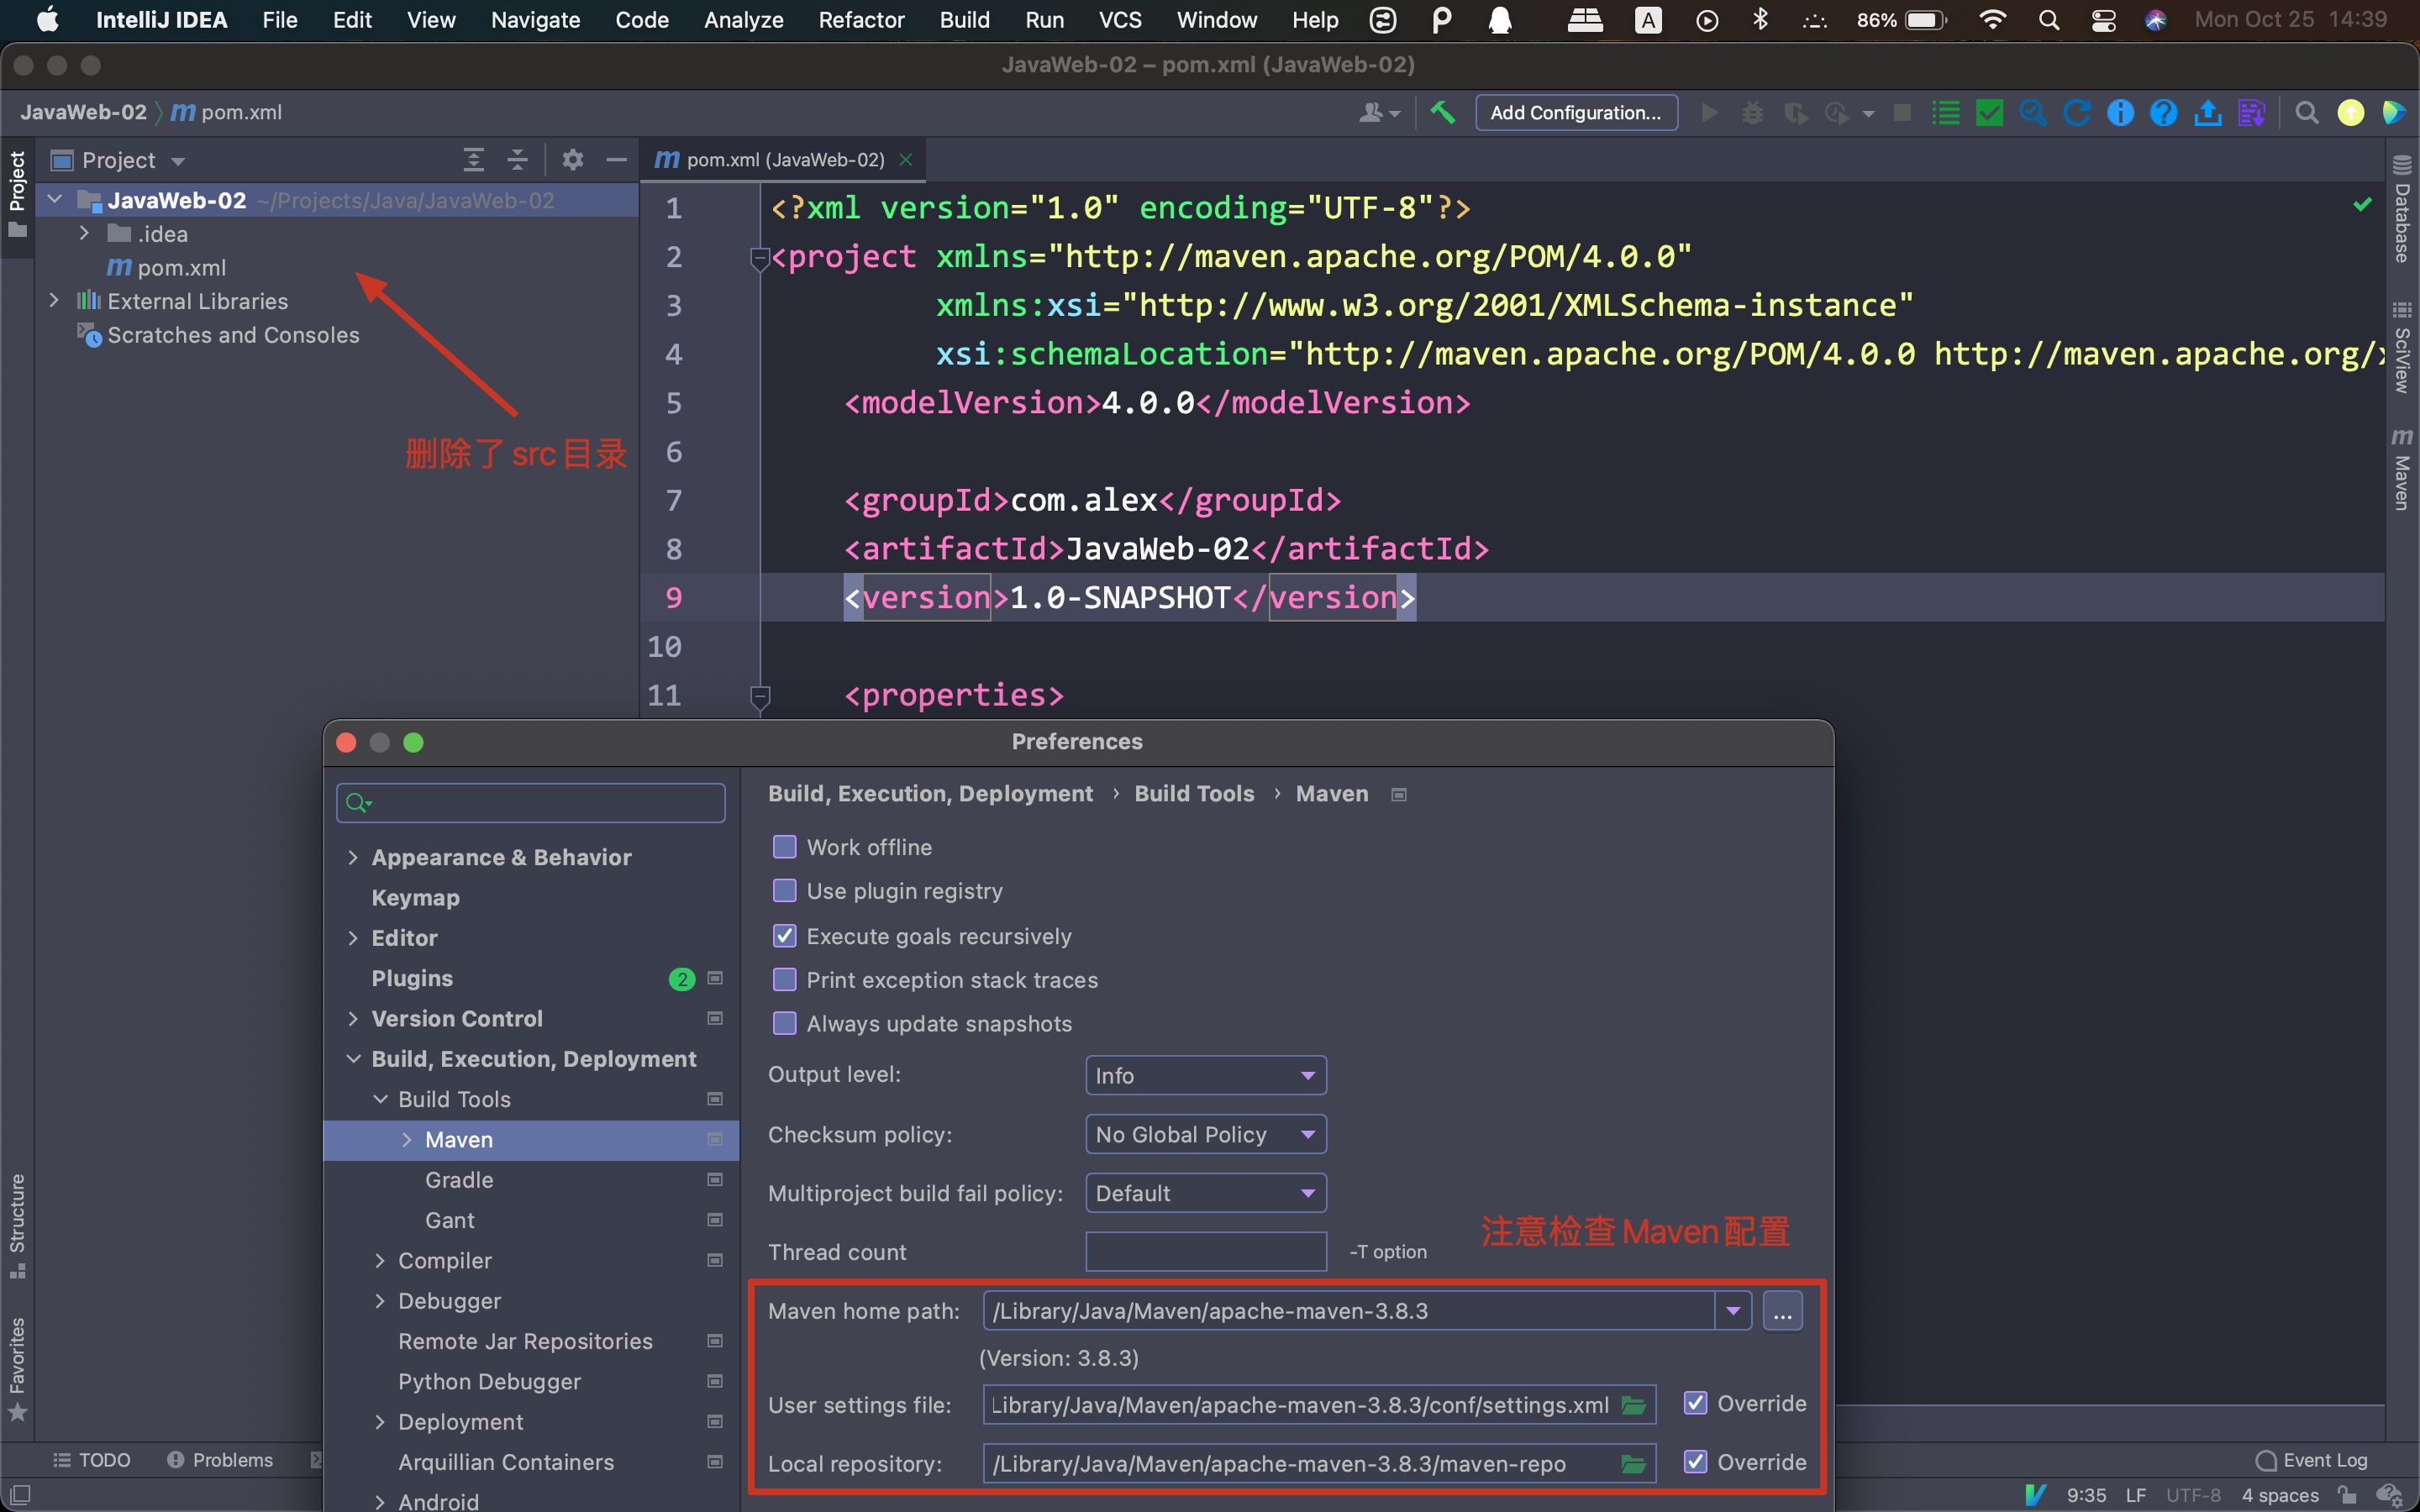 IntelliJ IDEA File Edit View Navigate Code Analyze Refactor Build Run VCS Window Help A 86% Mon Oct 25 14:39
JavaWeb-02 – pom.xml (JavaWeb-02)
JavaWeb-02 m pom.xml Add Configuration...
Project
Project
m pom.xml (JavaWeb-02)
JavaWeb-02 ~/Projects/Java/JavaWeb-02
.idea
m pom.xml
External Libraries
Scratches and Consoles
删除了 src 目录
1 <?xml version="1.0" encoding="UTF-8"?>
2 <project xmlns="http://maven.apache.org/POM/4.0.0"
3 xmlns:xsi="http://www.w3.org/2001/XMLSchema-instance"
4 xsi:schemaLocation="http://maven.apache.org/POM/4.0.0 http://maven.apache.org/
5 <modelVersion>4.0.0</modelVersion>
6
7 <groupId>com.alex</groupId>
8 <artifactId>JavaWeb-02</artifactId>
9 <version>1.0-SNAPSHOT</version>
10
11 <properties>
Database
SciView
m Maven
Preferences
Appearance & Behavior
Keymap
Editor
Plugins 2
Version Control
Build, Execution, Deployment
Build Tools
Maven
Gradle
Gant
Compiler
Debugger
Remote Jar Repositories
Python Debugger
Deployment
Arquillian Containers
Android
Build, Execution, Deployment › Build Tools › Maven
Work offline
Use plugin registry
Execute goals recursively
Print exception stack traces
Always update snapshots
Output level: Info
Checksum policy: No Global Policy
Multiproject build fail policy: Default
Thread count -T option
注意检查 Maven 配置
Maven home path: /Library/Java/Maven/apache-maven-3.8.3 ...
(Version: 3.8.3)
User settings file: Library/Java/Maven/apache-maven-3.8.3/conf/settings.xml Override
Local repository: /Library/Java/Maven/apache-maven-3.8.3/maven-repo Override
Structure
Favorites
TODO Problems Event Log
9:35 LF UTF-8 4 spaces